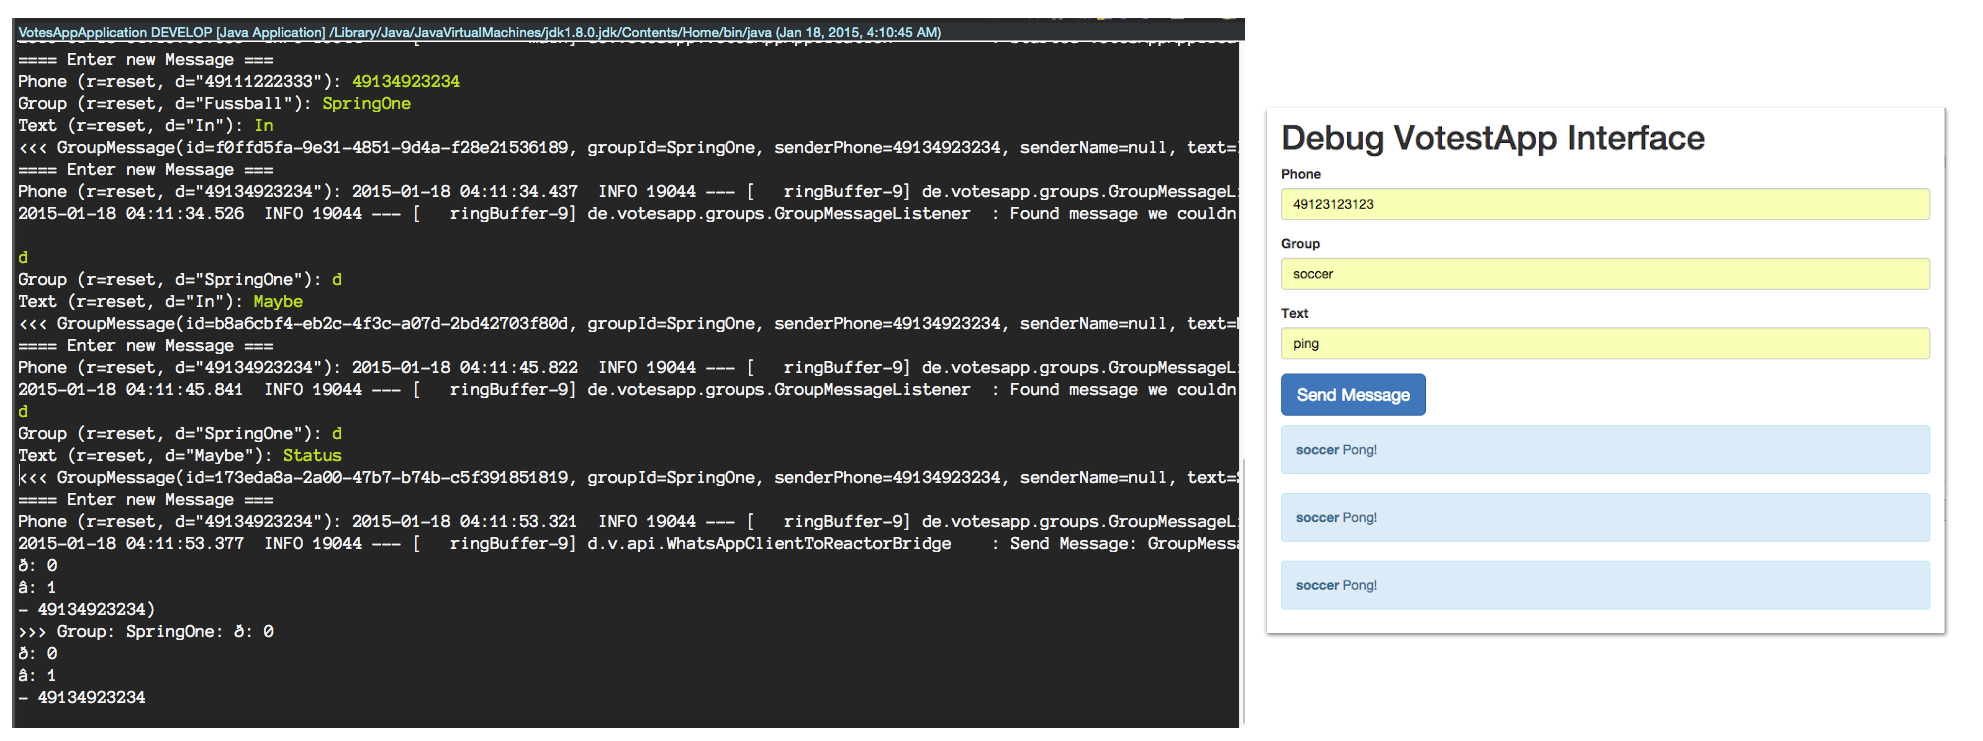 VotesAppApplication DEVELOP [Java Application] /Library/Java/JavaVirtualMachines/jdk1.8.0.jdk/Contents/Home/bin/java (Jan 18, 2015, 4:10:45 AM)
==== Enter new Message ===
Phone (r=reset, d="49111222333"): 49134923234
Group (r=reset, d="Fussball"): SpringOne
Text (r=reset, d="In"): In
<<< GroupMessage(id=f0ffd5fa-9e31-4851-9d4a-f28e21536189, groupId=SpringOne, senderPhone=49134923234, senderName=null, text=
==== Enter new Message ===
Phone (r=reset, d="49134923234"): 2015-01-18 04:11:34.437  INFO 19044 --- [   ringBuffer-9] de.votesapp.groups.GroupMessageL
2015-01-18 04:11:34.526  INFO 19044 --- [   ringBuffer-9] de.votesapp.groups.GroupMessageListener  : Found message we couldn
d
Group (r=reset, d="SpringOne"): d
Text (r=reset, d="In"): Maybe
<<< GroupMessage(id=b8a6cbf4-eb2c-4f3c-a07d-2bd42703f80d, groupId=SpringOne, senderPhone=49134923234, senderName=null, text=
==== Enter new Message ===
Phone (r=reset, d="49134923234"): 2015-01-18 04:11:45.822  INFO 19044 --- [   ringBuffer-9] de.votesapp.groups.GroupMessageL
2015-01-18 04:11:45.841  INFO 19044 --- [   ringBuffer-9] de.votesapp.groups.GroupMessageListener  : Found message we couldn
d
Group (r=reset, d="SpringOne"): d
Text (r=reset, d="Maybe"): Status
<<< GroupMessage(id=173eda8a-2a00-47b7-b74b-c5f391851819, groupId=SpringOne, senderPhone=49134923234, senderName=null, text=
==== Enter new Message ===
Phone (r=reset, d="49134923234"): 2015-01-18 04:11:53.321  INFO 19044 --- [   ringBuffer-9] de.votesapp.groups.GroupMessageL
2015-01-18 04:11:53.377  INFO 19044 --- [   ringBuffer-9] d.v.api.WhatsAppClientToReactorBridge    : Send Message: GroupMess
ð: 0
â: 1
- 49134923234)
>>> Group: SpringOne: ð: 0
ð: 0
â: 1
- 49134923234
Debug VotestApp Interface
Phone
49123123123
Group
soccer
Text
ping
Send Message
soccer Pong!
soccer Pong!
soccer Pong!